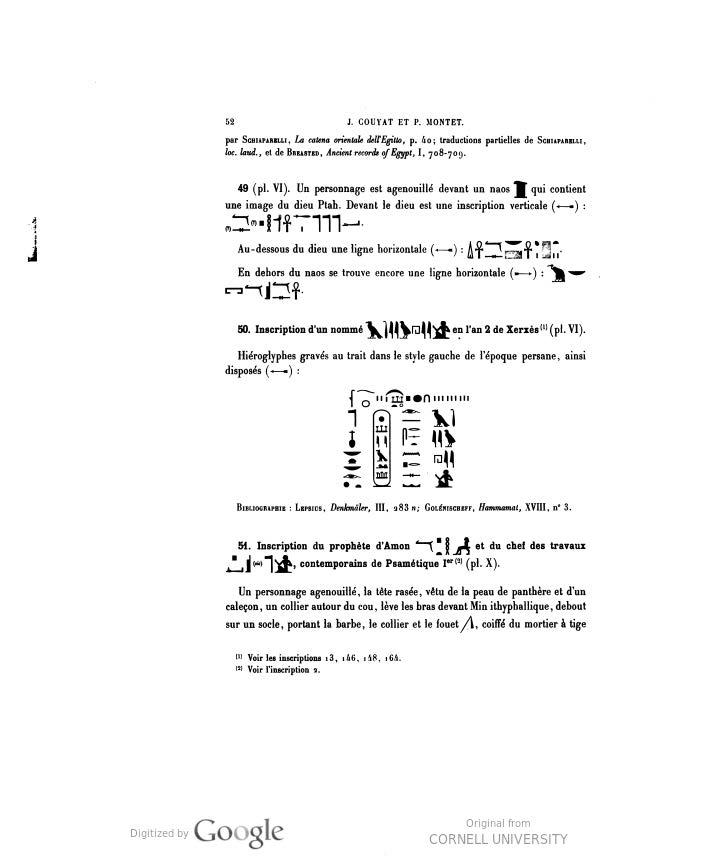 52
J. COUYAT ET P. MONTET.
par Schiaparelli, La catena orientale dell'Egitto, p. 40; traductions partielles de Schiaparelli,
loc. laud., et de Breasted, Ancient records of Egypt, I, 708-709.
49 (pl. VI). Un personnage est agenouillé devant un naos qui contient
une image du dieu Ptah. Devant le dieu est une inscription verticale (←) :
Au-dessous du dieu une ligne horizontale (←) :
En dehors du naos se trouve encore une ligne horizontale (→) :
50. Inscription d'un nommé en l'an 2 de Xerxès (1) (pl. VI).
Hiéroglyphes gravés au trait dans le style gauche de l'époque persane, ainsi
disposés (←) :
Bibliographie : Lepsius, Denkmäler, III, 283 n; Golénischeff, Hammamat, XVIII, n° 3.
51. Inscription du prophète d'Amon et du chef des travaux
, contemporains de Psamétique Ier (2) (pl. X).
Un personnage agenouillé, la tête rasée, vêtu de la peau de panthère et d'un
caleçon, un collier autour du cou, lève les bras devant Min ithyphallique, debout
sur un socle, portant la barbe, le collier et le fouet , coiffé du mortier à tige
(1) Voir les inscriptions 13, 146, 148, 164.
(2) Voir l'inscription 2.
Digitized by Google
Original from
CORNELL UNIVERSITY